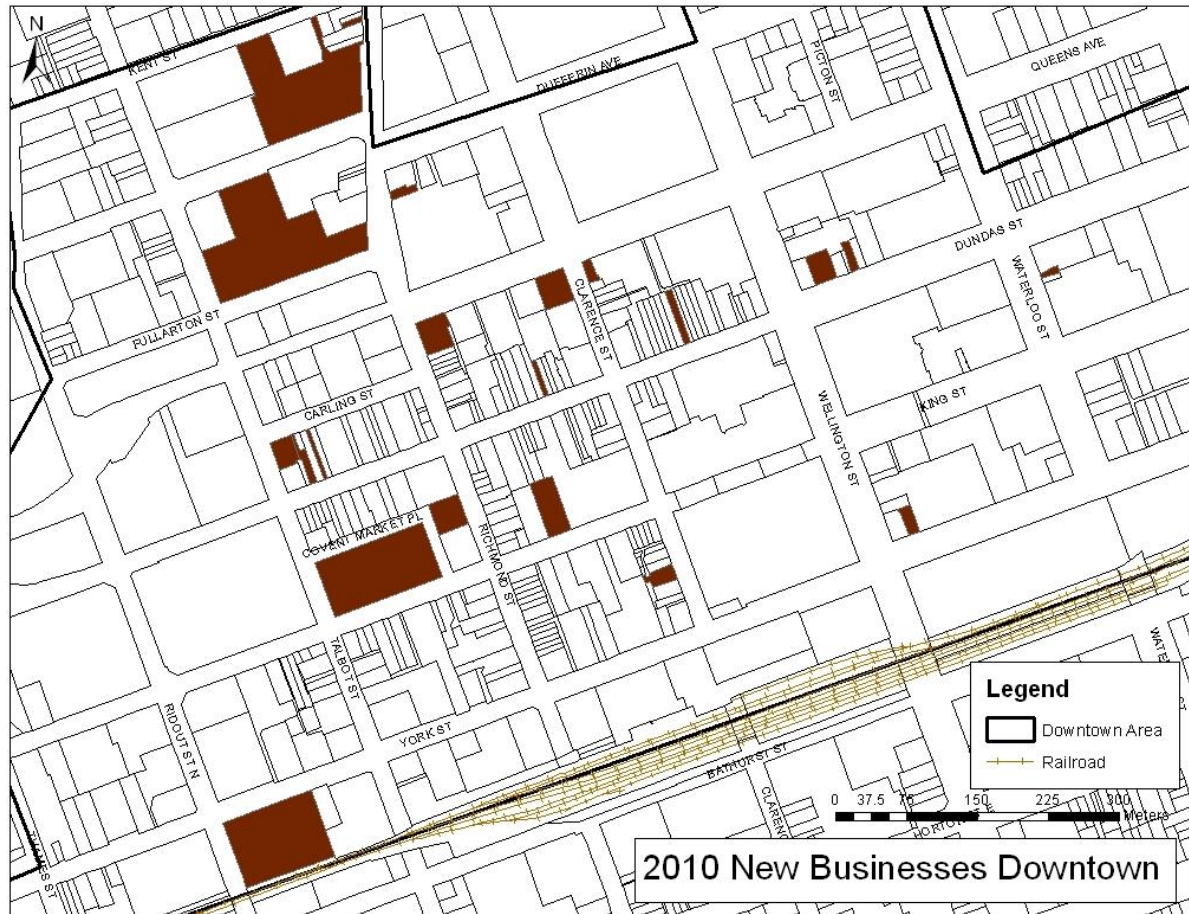 N
KENT ST
DUFFERIN AVE
PICTON ST
QUEENS AVE
DUNDAS ST
WATERLOO ST
FULLARTON ST
CLARENCE ST
CARLING ST
WELLINGTON ST
KING ST
COVENT MARKET PL
RICHMOND ST
TALBOT ST
RIDOUT ST N
YORK ST
BATHURST ST
THAMES ST
Legend
Downtown Area
Railroad
0 37.5 75 150 225 300
Meters
2010 New Businesses Downtown